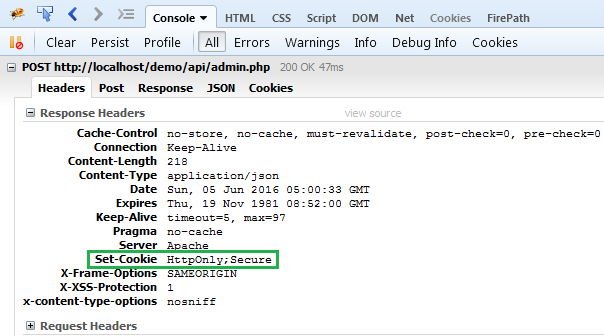 Console HTML CSS Script DOM Net Cookies FirePath
Clear Persist Profile All Errors Warnings Info Debug Info Cookies
POST http://localhost/demo/api/admin.php 200 OK 47ms
Headers Post Response JSON Cookies
Response Headers view source
Cache-Control no-store, no-cache, must-revalidate, post-check=0, pre-check=0
Connection Keep-Alive
Content-Length 218
Content-Type application/json
Date Sun, 05 Jun 2016 05:00:33 GMT
Expires Thu, 19 Nov 1981 08:52:00 GMT
Keep-Alive timeout=5, max=97
Pragma no-cache
Server Apache
Set-Cookie HttpOnly;Secure
X-Frame-Options SAMEORIGIN
X-XSS-Protection 1
x-content-type-options nosniff
Request Headers